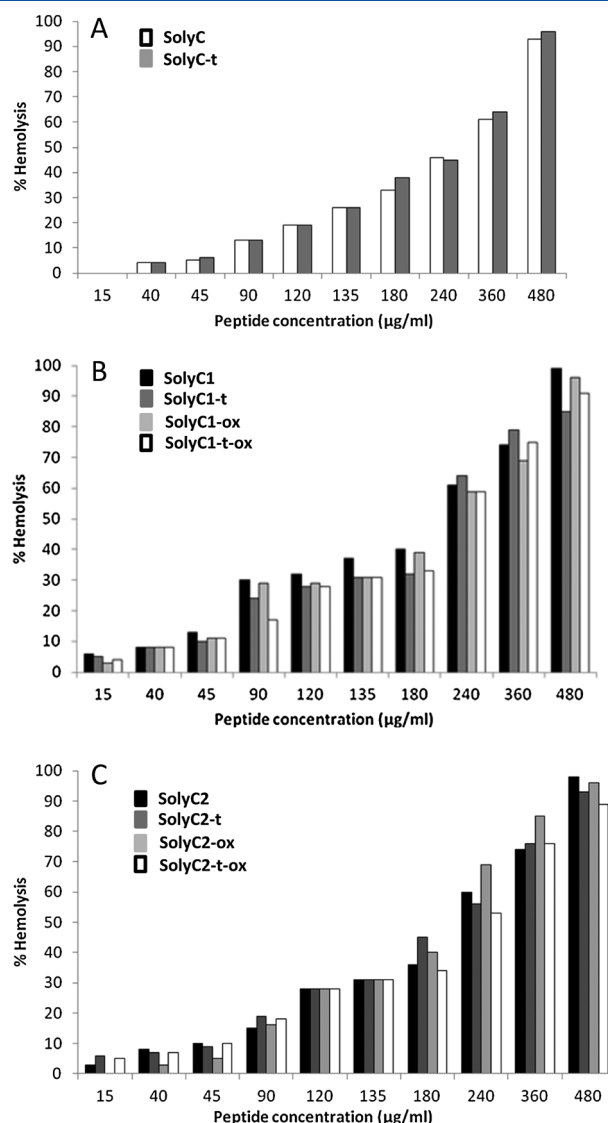 A
SolyC
SolyC-t
% Hemolysis
100
90
80
70
60
50
40
30
20
10
0
15 40 45 90 120 135 180 240 360 480
Peptide concentration (µg/ml)
B
SolyC1
SolyC1-t
SolyC1-ox
SolyC1-t-ox
% Hemolysis
100
90
80
70
60
50
40
30
20
10
0
15 40 45 90 120 135 180 240 360 480
Peptide concentration (µg/ml)
C
SolyC2
SolyC2-t
SolyC2-ox
SolyC2-t-ox
% Hemolysis
100
90
80
70
60
50
40
30
20
10
0
15 40 45 90 120 135 180 240 360 480
Peptide concentration (µg/ml)